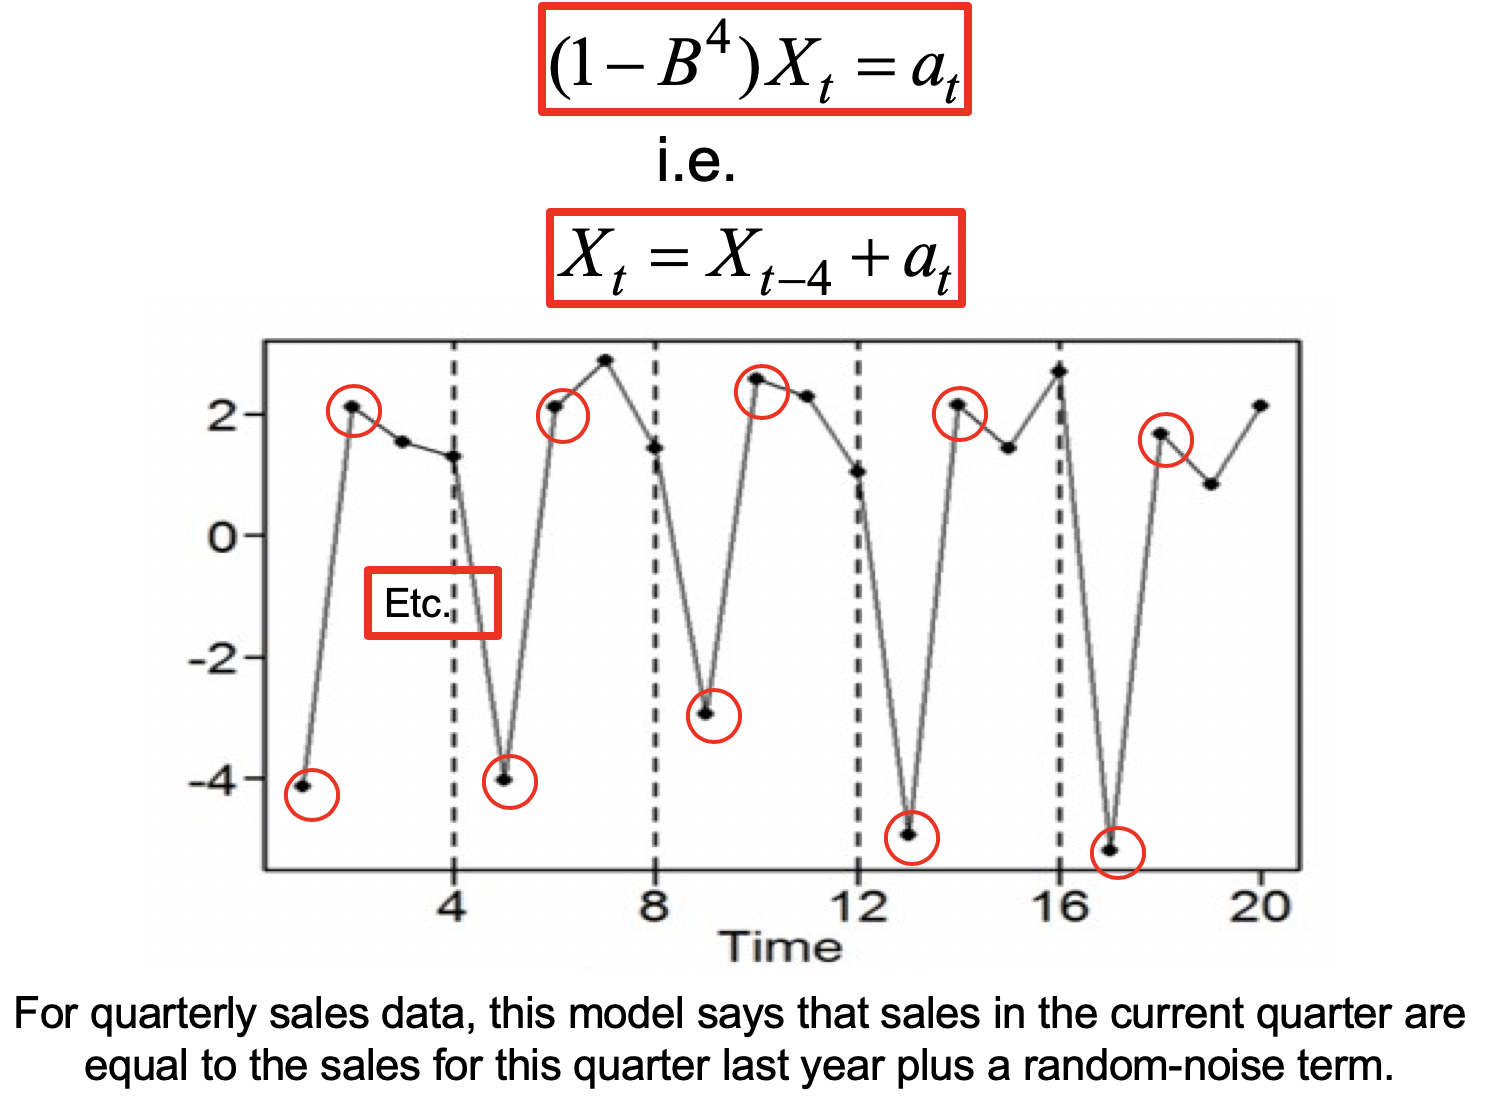 (1 − B⁴)Xₜ = aₜ
i.e.
Xₜ = Xₜ₋₄ + aₜ
2
0
-2
-4
Etc.
4 8 12 16 20
Time
For quarterly sales data, this model says that sales in the current quarter are
equal to the sales for this quarter last year plus a random-noise term.